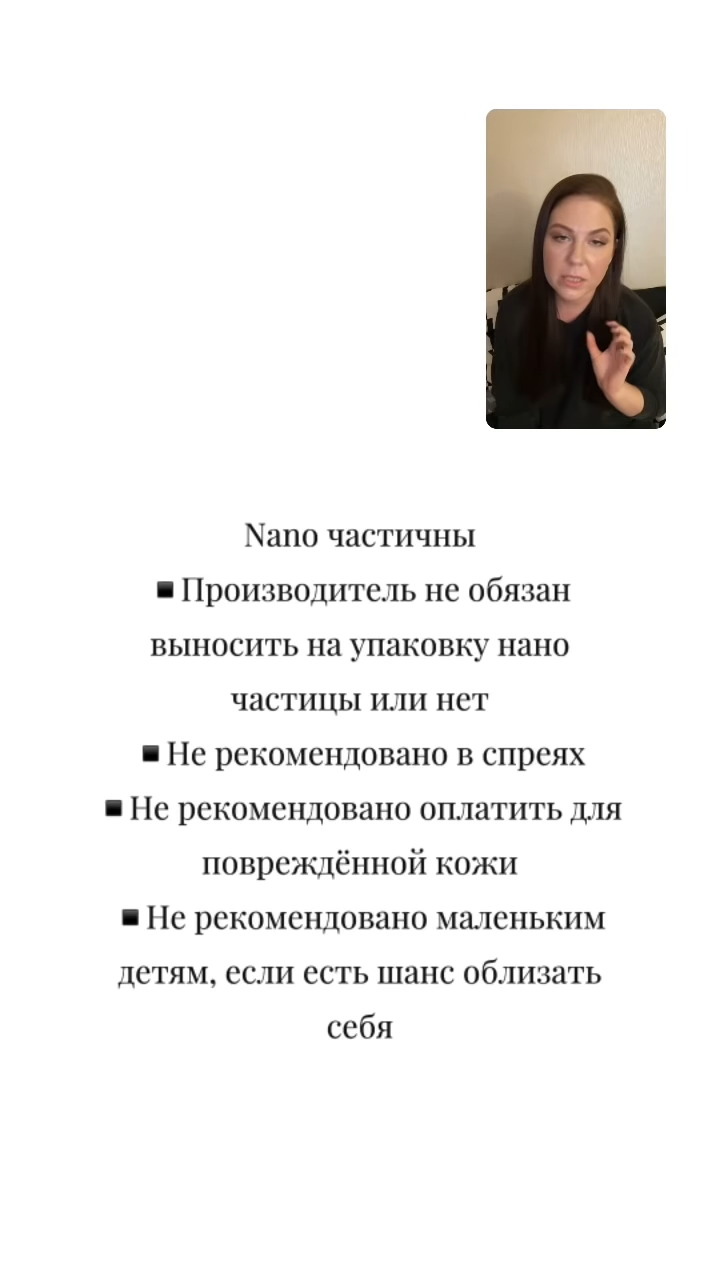 Nano частичны
▪Производитель не обязан
выносить на упаковку нано
частицы или нет
▪Не рекомендовано в спреях
▪Не рекомендовано оплатить для
повреждённой кожи
▪Не рекомендовано маленьким
детям, если есть шанс облизать
себя